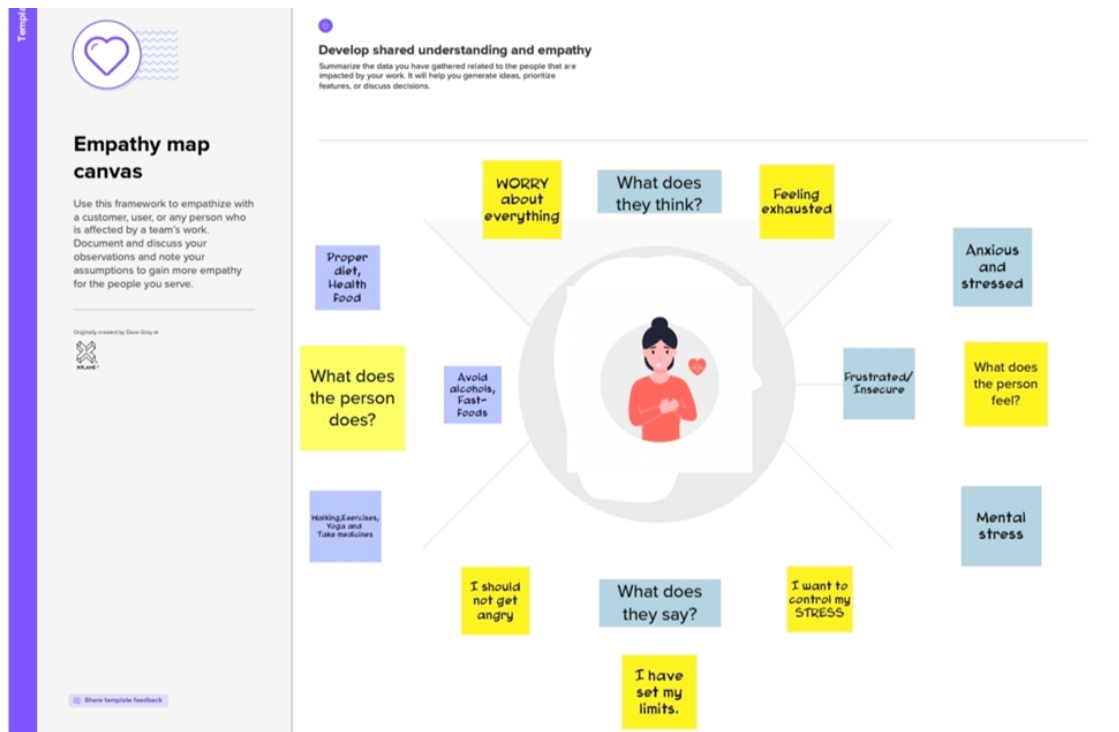 Templa
Empathy map
canvas
Use this framework to empathize with
a customer, user, or any person who
is affected by a team's work.
Document and discuss your
observations and note your
assumptions to gain more empathy
for the people you serve.
Originally created by Dave Gray at
XPLANE
Share template feedback
Develop shared understanding and empathy
Summarize the data you have gathered related to the people that are
impacted by your work. It will help you generate ideas, prioritize
features, or discuss decisions.
WORRY
about
everything
What does
they think?
Feeling
exhausted
Proper
diet,
Health
Food
Anxious
and
stressed
What does
the person
does?
Avoid
alcohols,
Fast-
Foods
Frustrated/
Insecure
What does
the person
feel?
Walking,Exercises,
Yoga and
Take medicines
Mental
stress
I should
not get
angry
What does
they say?
I want to
control my
STRESS
I have
set my
limits.